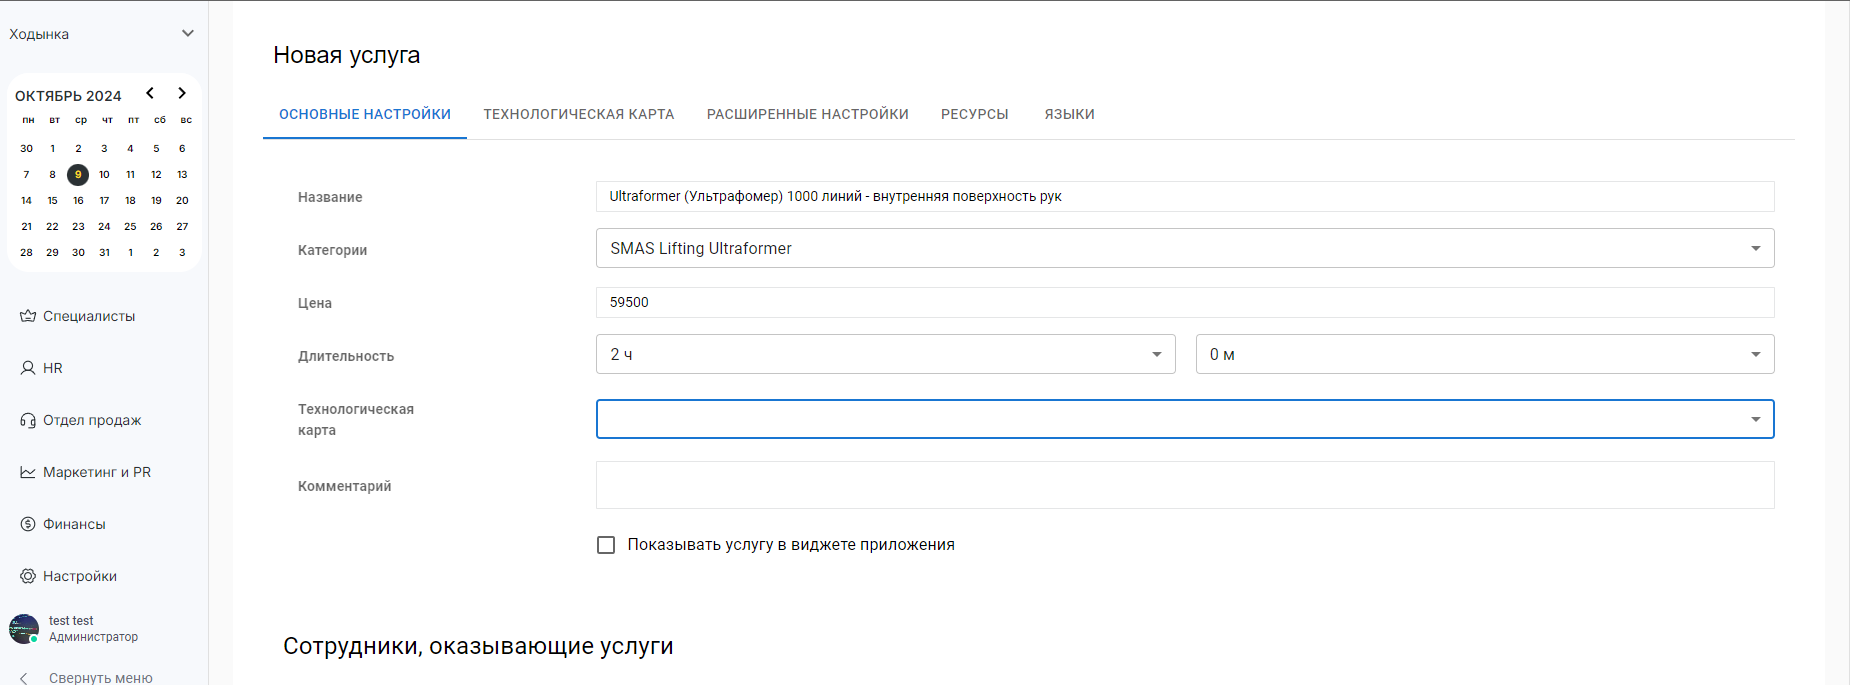 Ходынка
ОКТЯБРЬ 2024
пн вт ср чт пт сб вс
30 1 2 3 4 5 6
7 8 9 10 11 12 13
14 15 16 17 18 19 20
21 22 23 24 25 26 27
28 29 30 31 1 2 3
Специалисты
HR
Отдел продаж
Маркетинг и PR
Финансы
Настройки
test test
Администратор
Свернуть меню
Новая услуга
ОСНОВНЫЕ НАСТРОЙКИ ТЕХНОЛОГИЧЕСКАЯ КАРТА РАСШИРЕННЫЕ НАСТРОЙКИ РЕСУРСЫ ЯЗЫКИ
Название Ultraformer (Ультрафомер) 1000 линий - внутренняя поверхность рук
Категории SMAS Lifting Ultraformer
Цена 59500
Длительность 2 ч 0 м
Технологическая
карта
Комментарий
Показывать услугу в виджете приложения
Сотрудники, оказывающие услуги